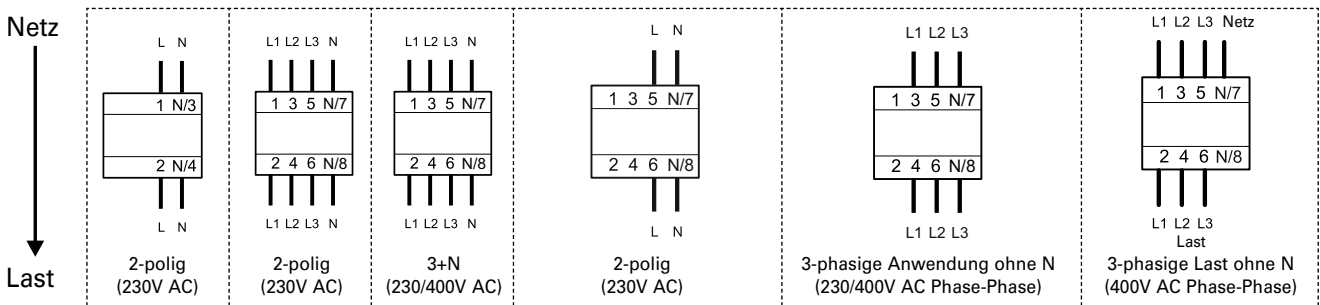 Netz
Last
L N
1 N/3
2 N/4
L N
2-polig
(230V AC)
L1 L2 L3 N
1 3 5 N/7
2 4 6 N/8
L1 L2 L3 N
2-polig
(230V AC)
L1 L2 L3 N
1 3 5 N/7
2 4 6 N/8
L1 L2 L3 N
3+N
(230/400V AC)
L N
1 3 5 N/7
2 4 6 N/8
L N
2-polig
(230V AC)
L1 L2 L3
1 3 5 N/7
2 4 6 N/8
L1 L2 L3
3-phasige Anwendung ohne N
(230/400V AC Phase-Phase)
L1 L2 L3 Netz
1 3 5 N/7
2 4 6 N/8
L1 L2 L3
Last
3-phasige Last ohne N
(400V AC Phase-Phase)